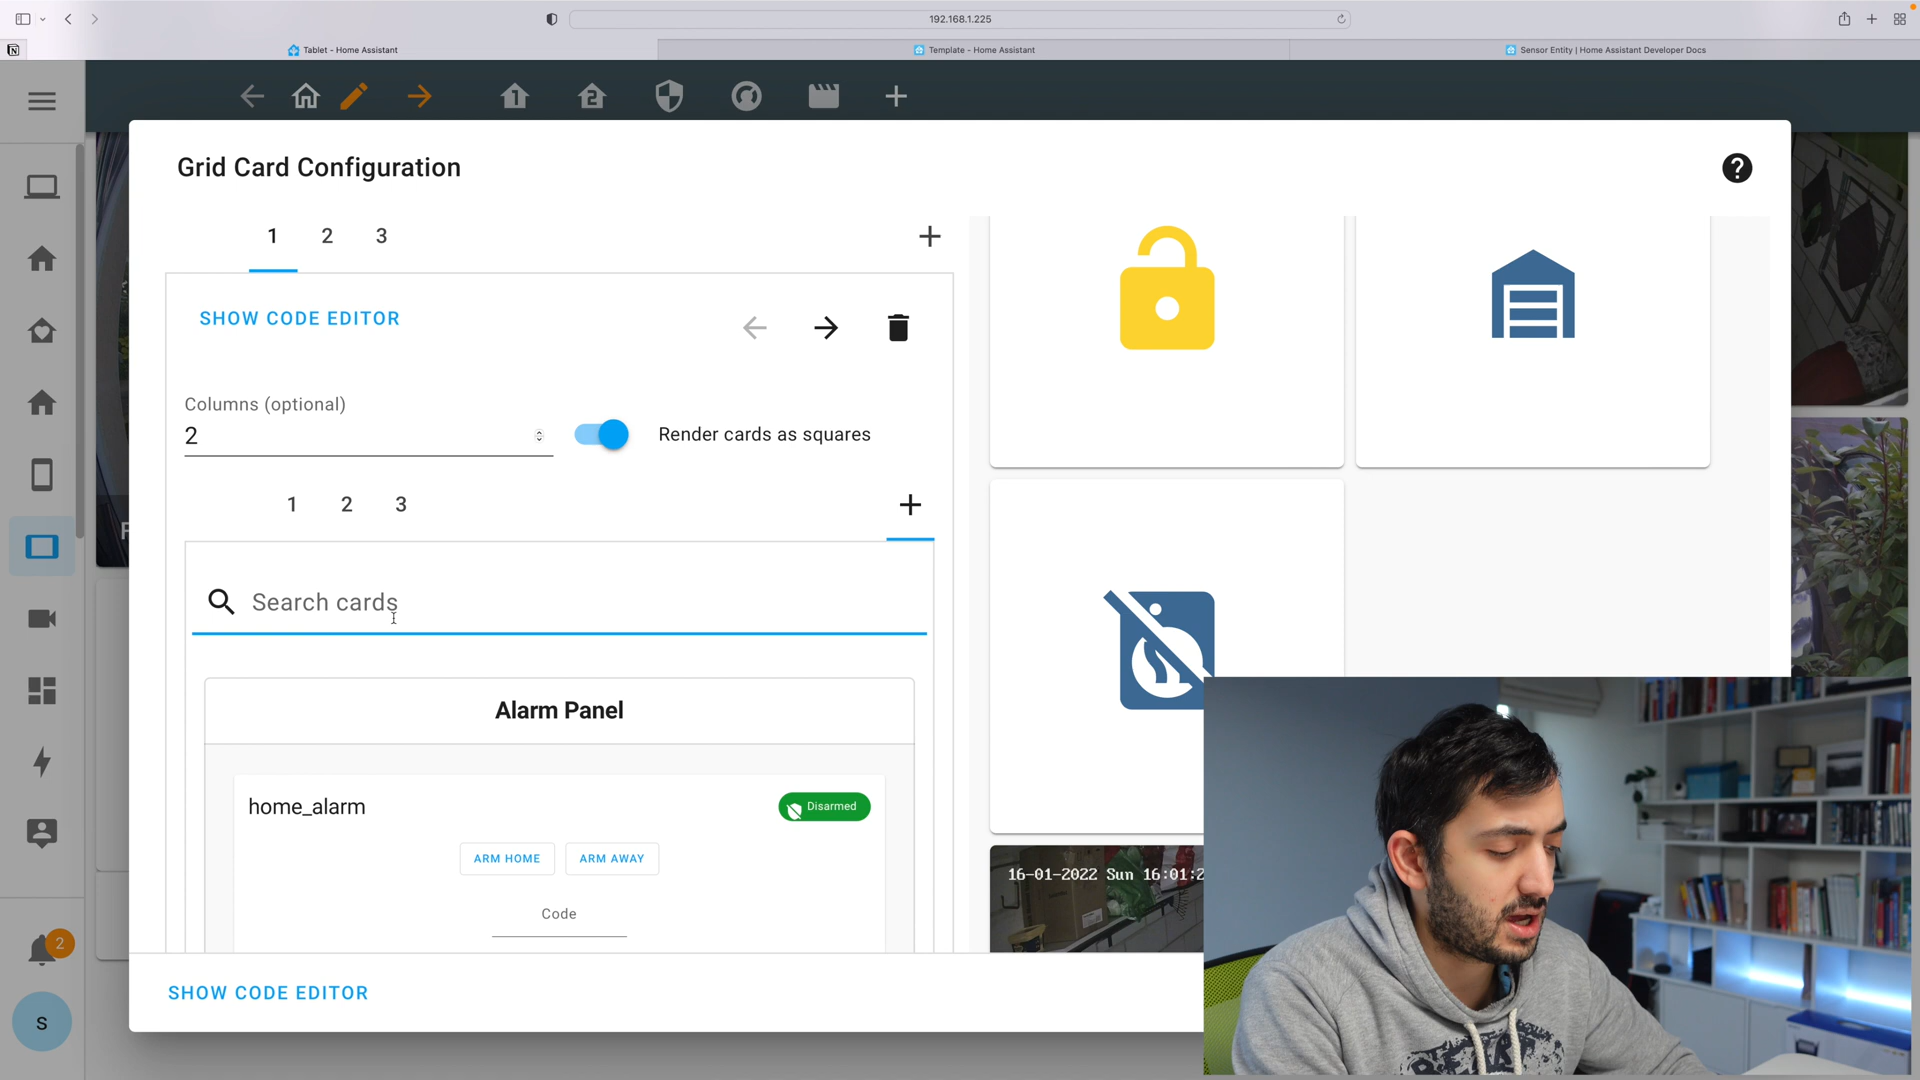 192.168.1.225
Tablet - Home Assistant
Template - Home Assistant
Sensor Entity | Home Assistant Developer Docs
1
2
Grid Card Configuration
?
1 2 3
SHOW CODE EDITOR
Columns (optional)
2
Render cards as squares
1 2 3
Search cards
Alarm Panel
home_alarm
Disarmed
ARM HOME
ARM AWAY
Code
16-01-2022 Sun 16:01:2
F
2
S
SHOW CODE EDITOR